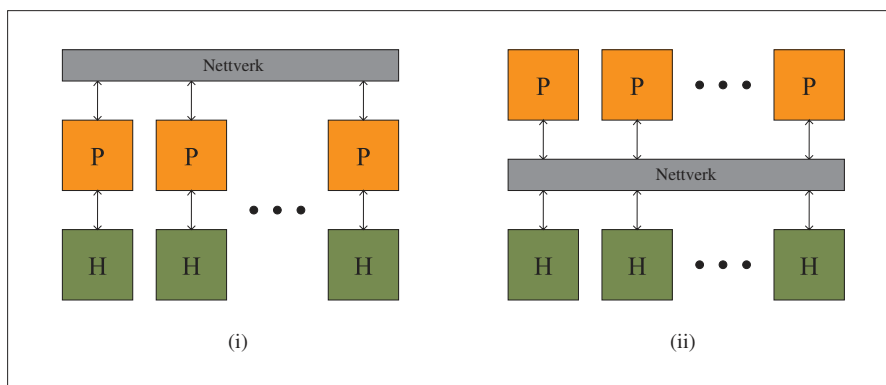 Nettverk
P P P
H H H
(i)
P P P
Nettverk
H H H
(ii)